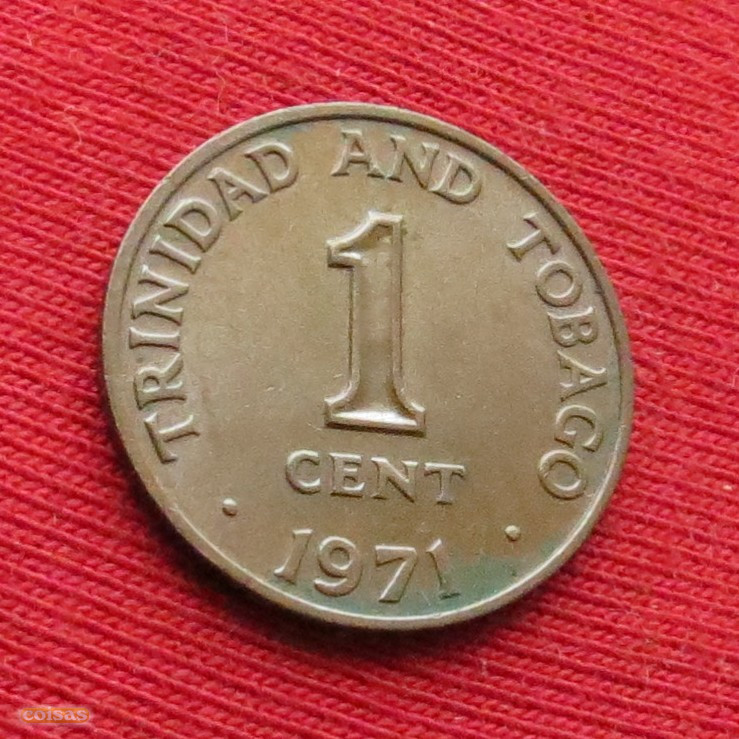 TRINIDAD AND TOBAGO
1
CENT
· 1971 ·
coisas